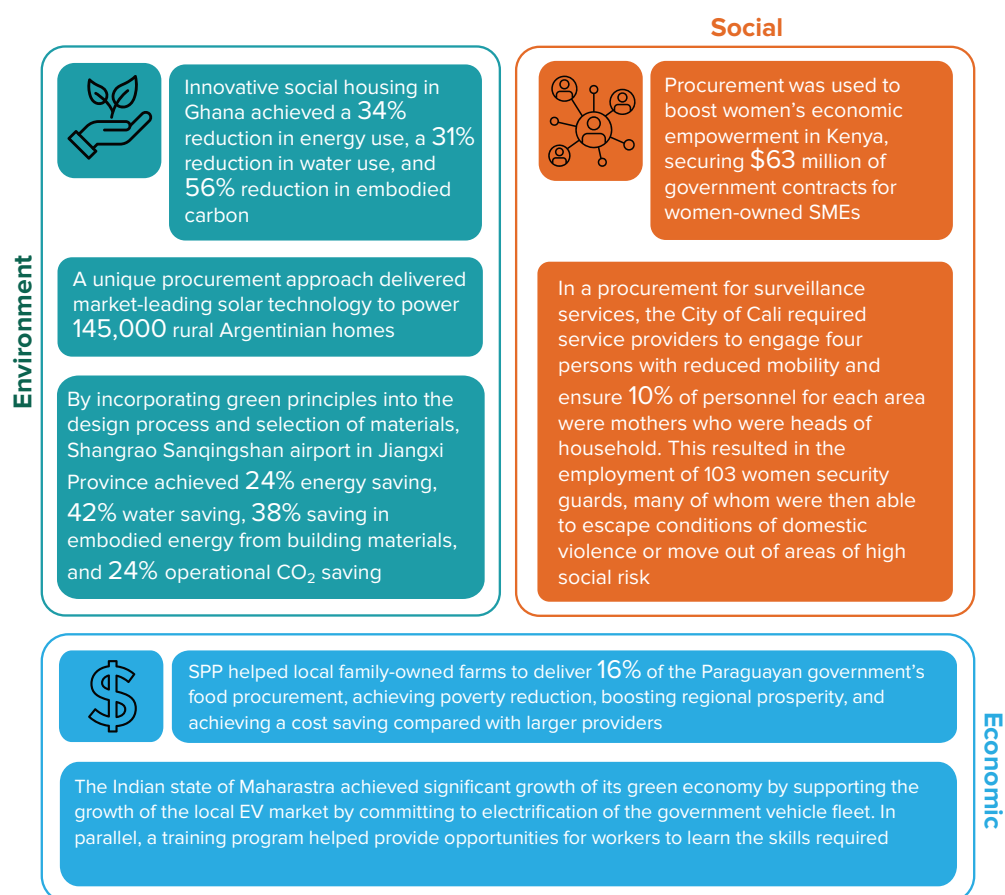 Environment
Innovative social housing in
Ghana achieved a 34%
reduction in energy use, a 31%
reduction in water use, and
56% reduction in embodied
carbon
A unique procurement approach delivered
market-leading solar technology to power
145,000 rural Argentinian homes
By incorporating green principles into the
design process and selection of materials,
Shangrao Sanqingshan airport in Jiangxi
Province achieved 24% energy saving,
42% water saving, 38% saving in
embodied energy from building materials,
and 24% operational CO₂ saving
Social
Procurement was used to
boost women’s economic
empowerment in Kenya,
securing $63 million of
government contracts for
women-owned SMEs
In a procurement for surveillance
services, the City of Cali required
service providers to engage four
persons with reduced mobility and
ensure 10% of personnel for each area
were mothers who were heads of
household. This resulted in the
employment of 103 women security
guards, many of whom were then able
to escape conditions of domestic
violence or move out of areas of high
social risk
Economic
$
SPP helped local family-owned farms to deliver 16% of the Paraguayan government’s
food procurement, achieving poverty reduction, boosting regional prosperity, and
achieving a cost saving compared with larger providers
The Indian state of Maharastra achieved significant growth of its green economy by supporting the
growth of the local EV market by committing to electrification of the government vehicle fleet. In
parallel, a training program helped provide opportunities for workers to learn the skills required